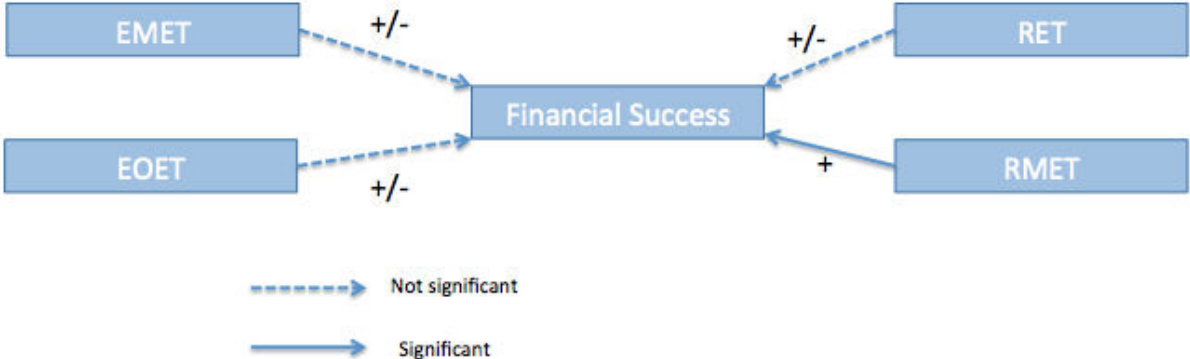 EMET
+/-
+/-
RET
Financial Success
EOET
+/-
+
RMET
Not significant
Significant